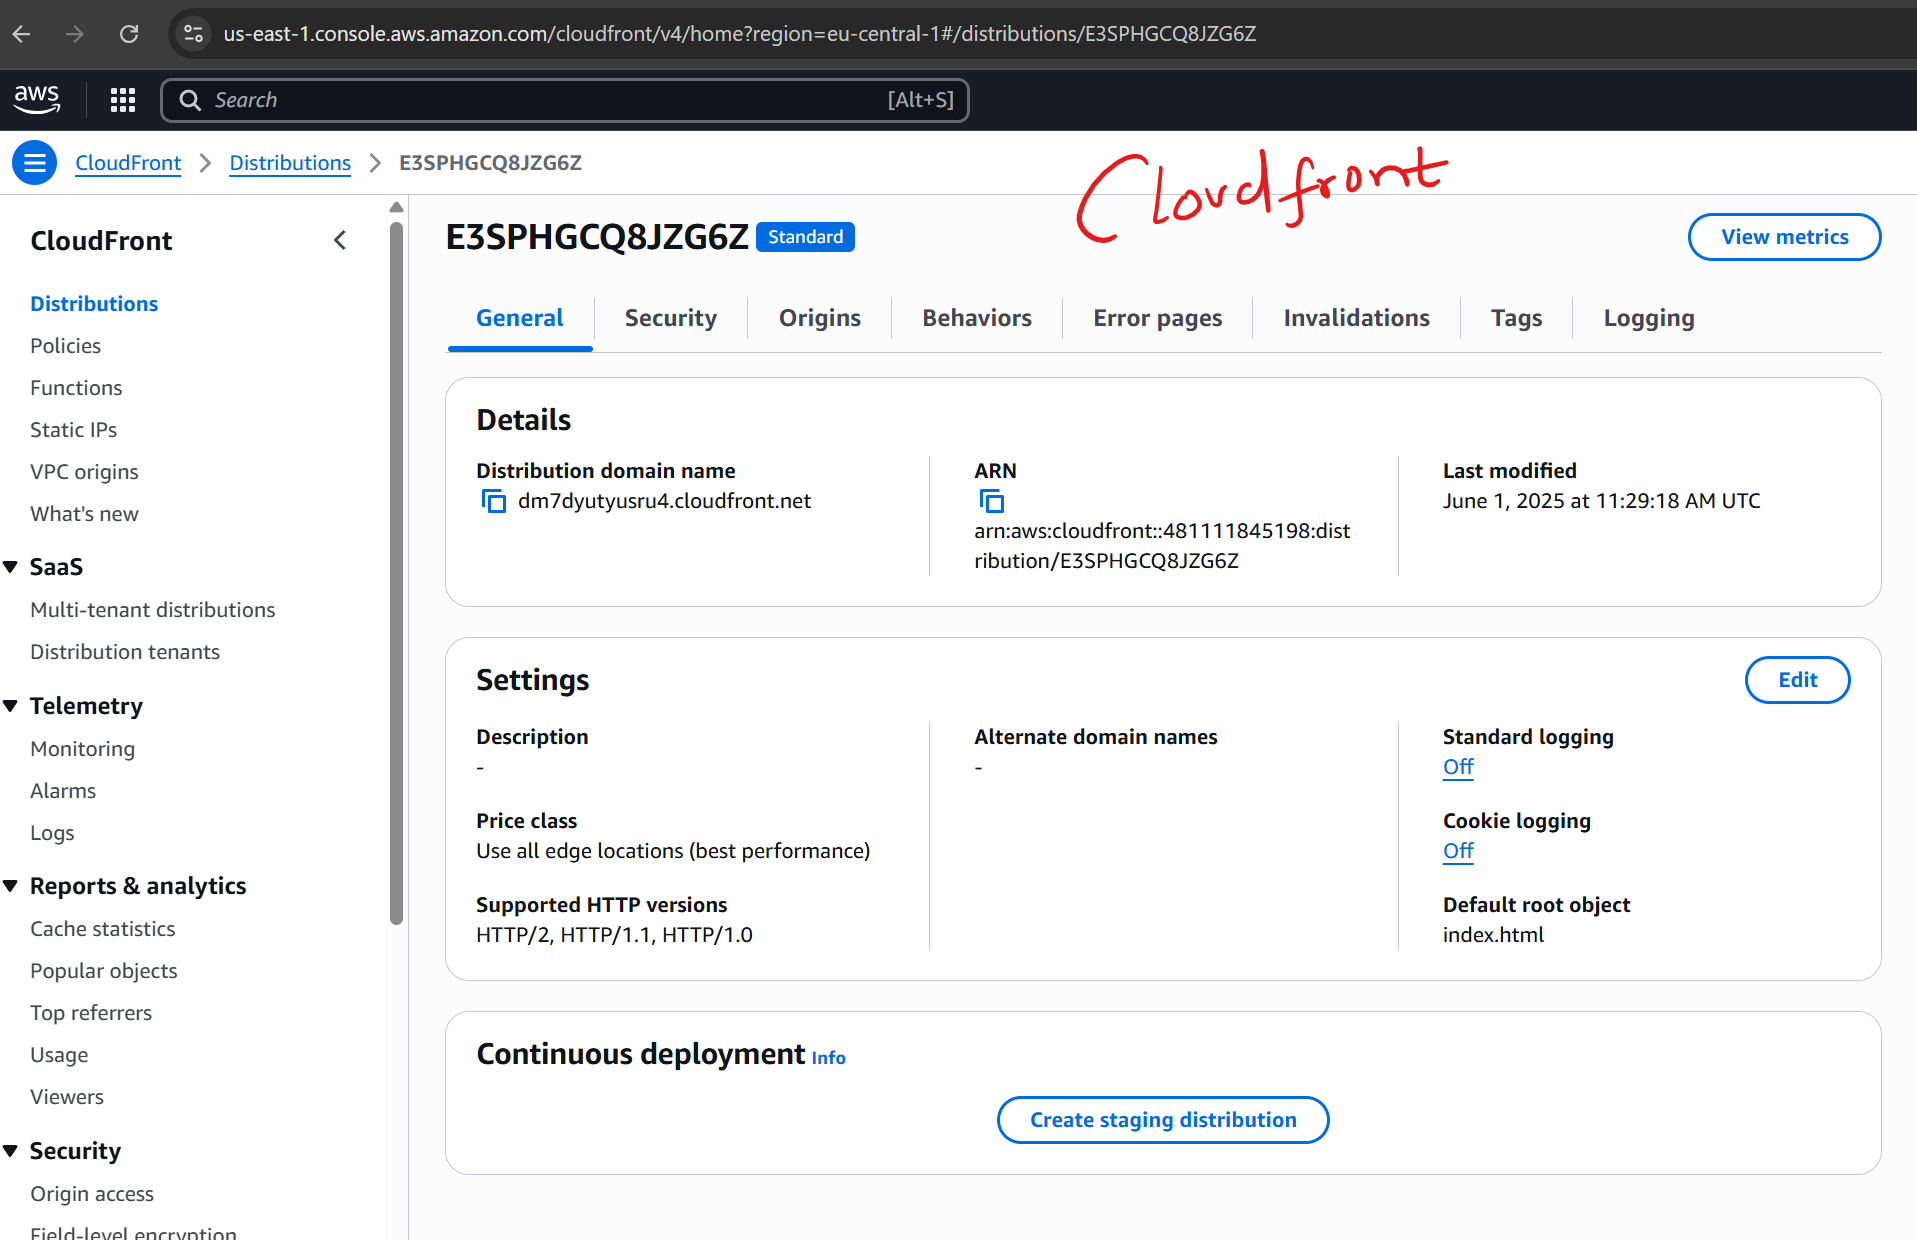 us-east-1.console.aws.amazon.com/cloudfront/v4/home?region=eu-central-1#/distributions/E3SPHGCQ8JZG6Z
aws
Search [Alt+S]
CloudFront > Distributions > E3SPHGCQ8JZG6Z
Cloudfront
CloudFront
Distributions
Policies
Functions
Static IPs
VPC origins
What's new
SaaS
Multi-tenant distributions
Distribution tenants
Telemetry
Monitoring
Alarms
Logs
Reports & analytics
Cache statistics
Popular objects
Top referrers
Usage
Viewers
Security
Origin access
Field-level encryption
E3SPHGCQ8JZG6Z Standard
View metrics
General Security Origins Behaviors Error pages Invalidations Tags Logging
Details
Distribution domain name
dm7dyutyusru4.cloudfront.net
ARN
arn:aws:cloudfront::481111845198:dist
ribution/E3SPHGCQ8JZG6Z
Last modified
June 1, 2025 at 11:29:18 AM UTC
Settings
Edit
Description
-
Price class
Use all edge locations (best performance)
Supported HTTP versions
HTTP/2, HTTP/1.1, HTTP/1.0
Alternate domain names
-
Standard logging
Off
Cookie logging
Off
Default root object
index.html
Continuous deployment Info
Create staging distribution